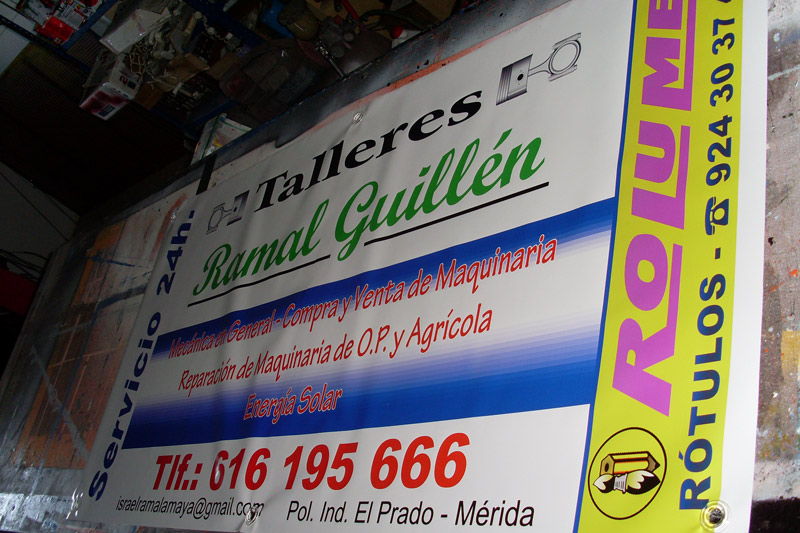 Talleres
Ramal Guillén
Servicio 24h.
Mecánica en General - Compra y Venta de Maquinaria
Reparación de Maquinaria de O.P. y Agrícola
Energía Solar
Tlf.: 616 195 666
israelramalamaya@gmail.com
Pol. Ind. El Prado - Mérida
ROLUME
RÓTULOS - ☎ 924 30 37